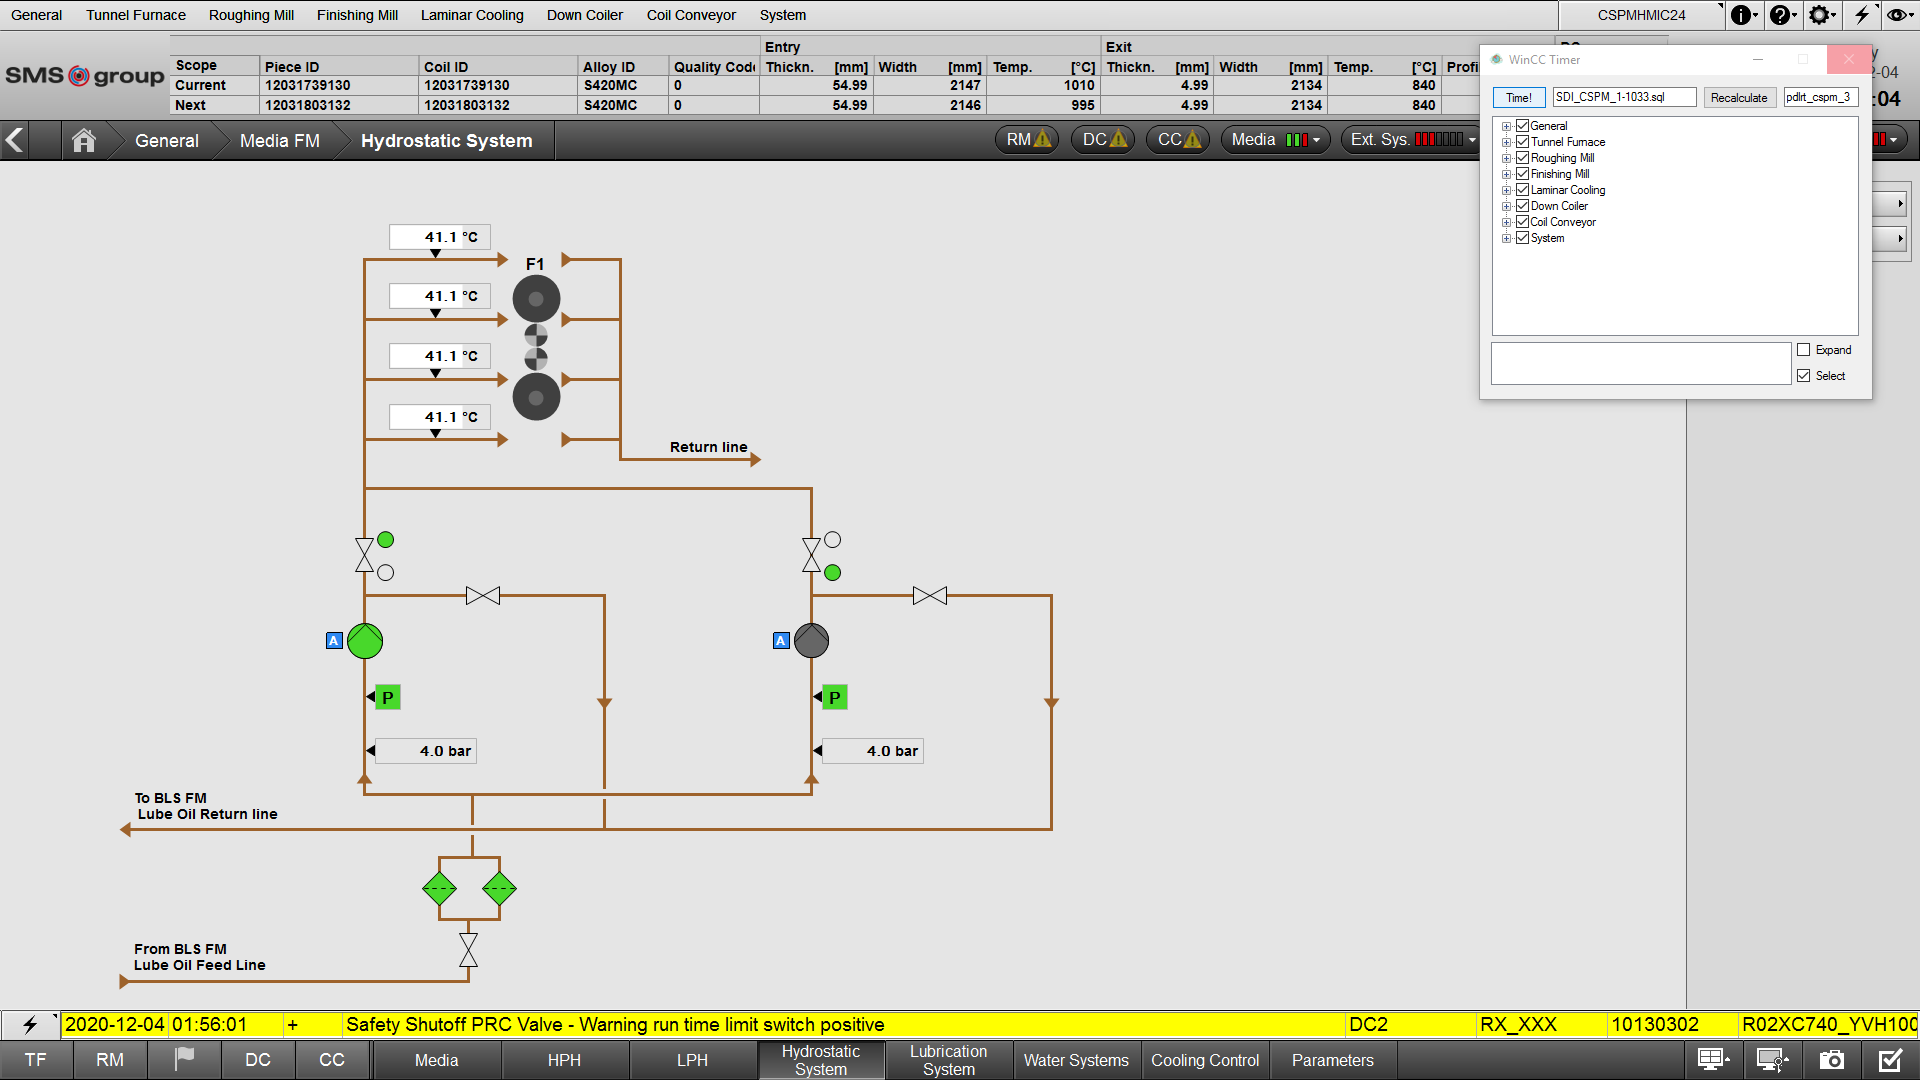 General Tunnel Furnace Roughing Mill Finishing Mill Laminar Cooling Down Coiler Coil Conveyor System CSPMHMIC24
SMS group
Entry Exit
Scope Piece ID Coil ID Alloy ID Quality Code Thickn. [mm] Width [mm] Temp. [°C] Thickn. [mm] Width [mm] Temp. [°C] Profi
Current 12031739130 12031739130 S420MC 0 54.99 2147 1010 4.99 2134 840
Next 12031803132 12031803132 S420MC 0 54.99 2146 995 4.99 2134 840
-04
:04
General Media FM Hydrostatic System RM DC CC Media Ext. Sys.
WinCC Timer
Time! SDI_CSPM_1-1033.sql Recalculate pdlrt_cspm_3
General
Tunnel Furnace
Roughing Mill
Finishing Mill
Laminar Cooling
Down Coiler
Coil Conveyor
System
Expand
Select
41.1 °C
F1
41.1 °C
41.1 °C
41.1 °C
Return line
A A
P P
4.0 bar 4.0 bar
To BLS FM
Lube Oil Return line
From BLS FM
Lube Oil Feed Line
2020-12-04 01:56:01 + Safety Shutoff PRC Valve - Warning run time limit switch positive DC2 RX_XXX 10130302 R02XC740_YVH100
TF RM DC CC Media HPH LPH Hydrostatic System Lubrication System Water Systems Cooling Control Parameters